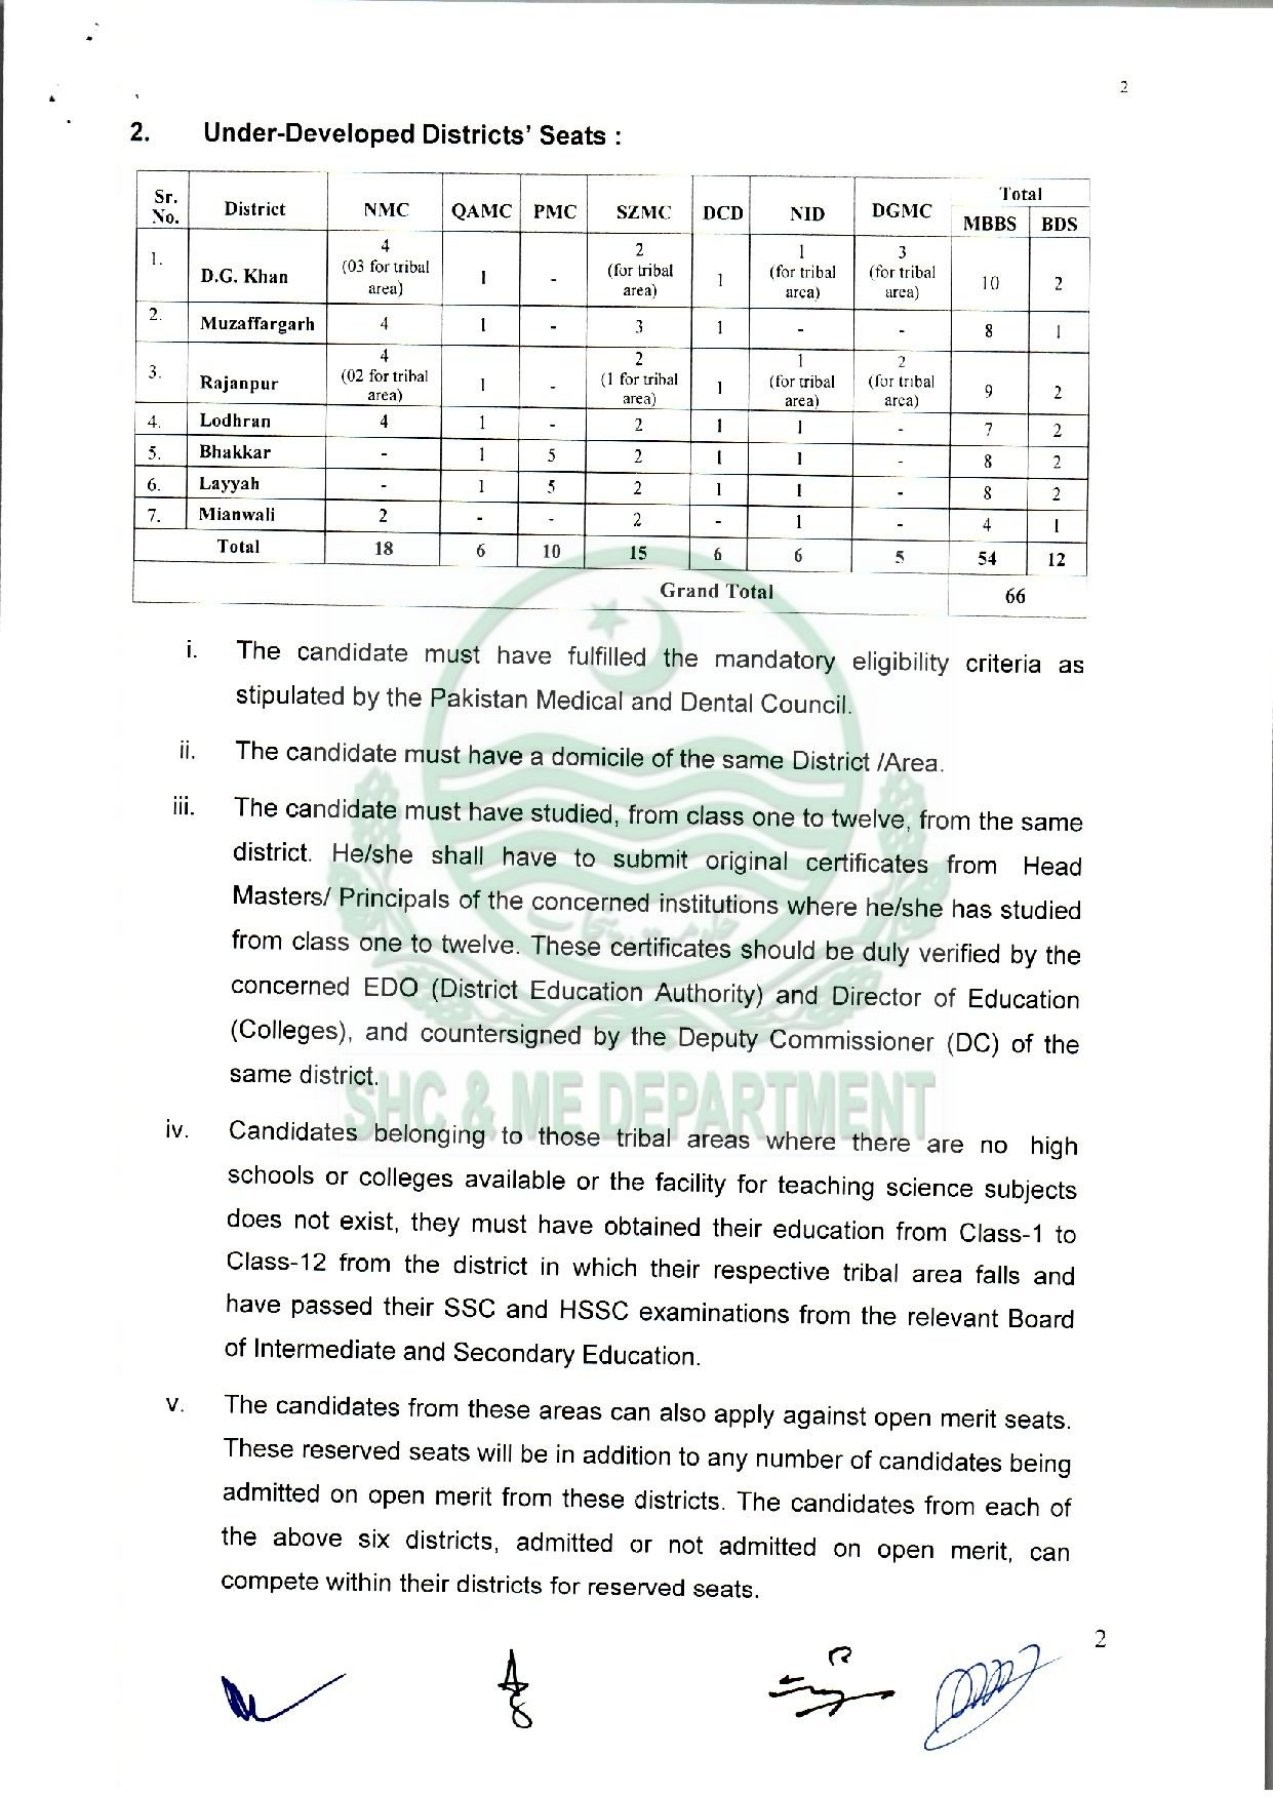 2
2. Under-Developed Districts' Seats :
Sr. No. District NMC QAMC PMC SZMC DCD NID DGMC Total MBBS BDS
1. D.G. Khan 4 (03 for tribal area) 1 - 2 (for tribal area) 1 1 (for tribal area) 3 (for tribal area) 10 2
2. Muzaffargarh 4 1 - 3 1 - - 8 1
3. Rajanpur 4 (02 for tribal area) 1 - 2 (1 for tribal area) 1 1 (for tribal area) 2 (for tribal area) 9 2
4. Lodhran 4 1 - 2 1 1 - 7 2
5. Bhakkar - 1 5 2 1 1 - 8 2
6. Layyah - 1 5 2 1 1 - 8 2
7. Mianwali 2 - - 2 - 1 - 4 1
Total 18 6 10 15 6 6 5 54 12
Grand Total 66
i. The candidate must have fulfilled the mandatory eligibility criteria as
stipulated by the Pakistan Medical and Dental Council.
ii. The candidate must have a domicile of the same District /Area.
iii. The candidate must have studied, from class one to twelve, from the same
district. He/she shall have to submit original certificates from Head
Masters/ Principals of the concerned institutions where he/she has studied
from class one to twelve. These certificates should be duly verified by the
concerned EDO (District Education Authority) and Director of Education
(Colleges), and countersigned by the Deputy Commissioner (DC) of the
same district.
SHC & ME DEPARTMENT
iv. Candidates belonging to those tribal areas where there are no high
schools or colleges available or the facility for teaching science subjects
does not exist, they must have obtained their education from Class-1 to
Class-12 from the district in which their respective tribal area falls and
have passed their SSC and HSSC examinations from the relevant Board
of Intermediate and Secondary Education.
v. The candidates from these areas can also apply against open merit seats.
These reserved seats will be in addition to any number of candidates being
admitted on open merit from these districts. The candidates from each of
the above six districts, admitted or not admitted on open merit, can
compete within their districts for reserved seats.
2